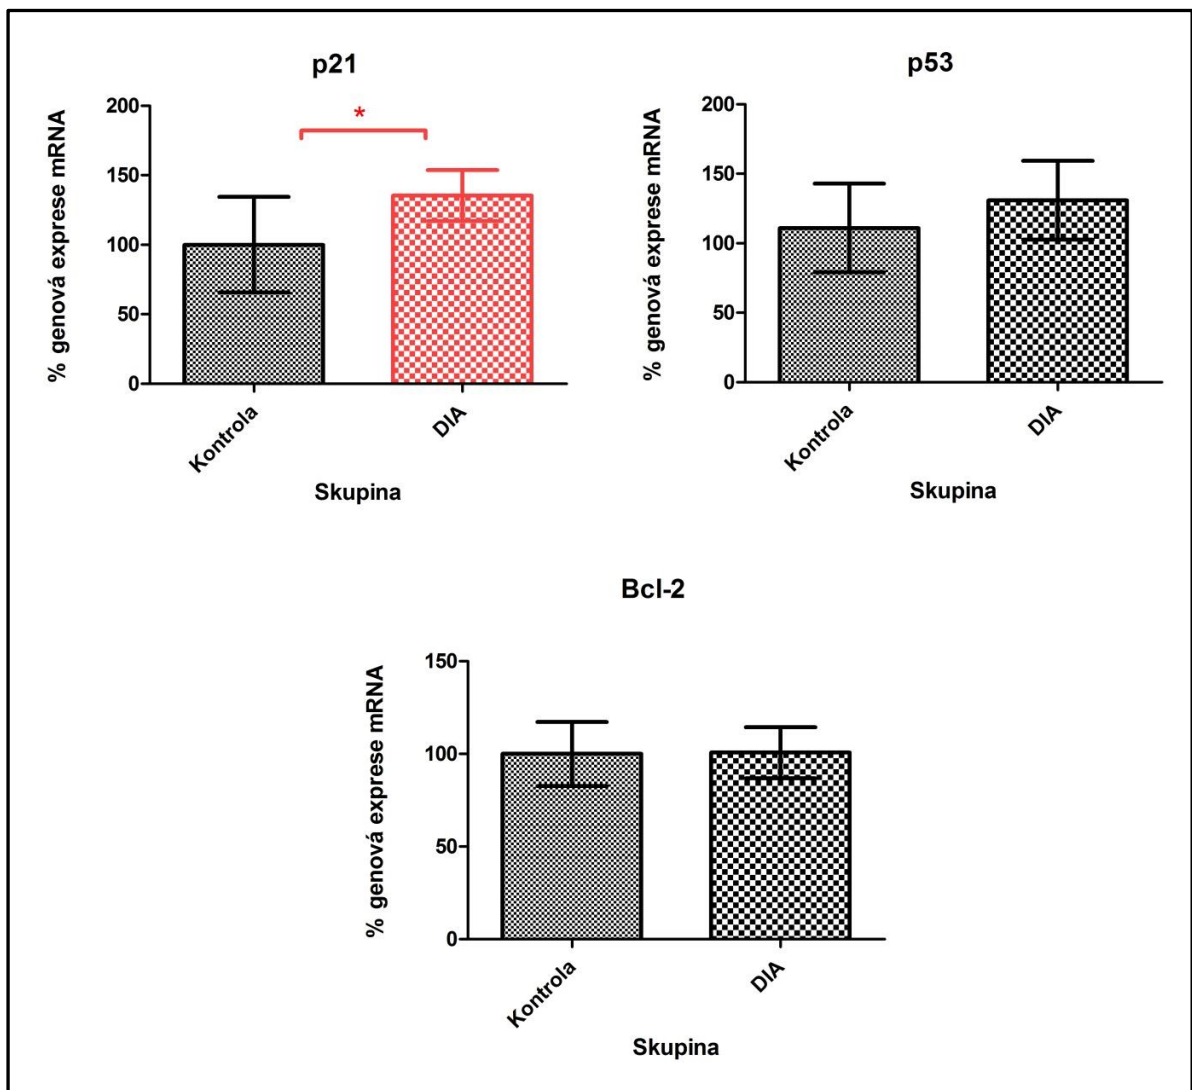 p21
% genová exprese mRNA
200
150
100
50
0
*
Kontrola
DIA
Skupina
p53
% genová exprese mRNA
200
150
100
50
0
Kontrola
DIA
Skupina
Bcl-2
% genová exprese mRNA
150
100
50
0
Kontrola
DIA
Skupina